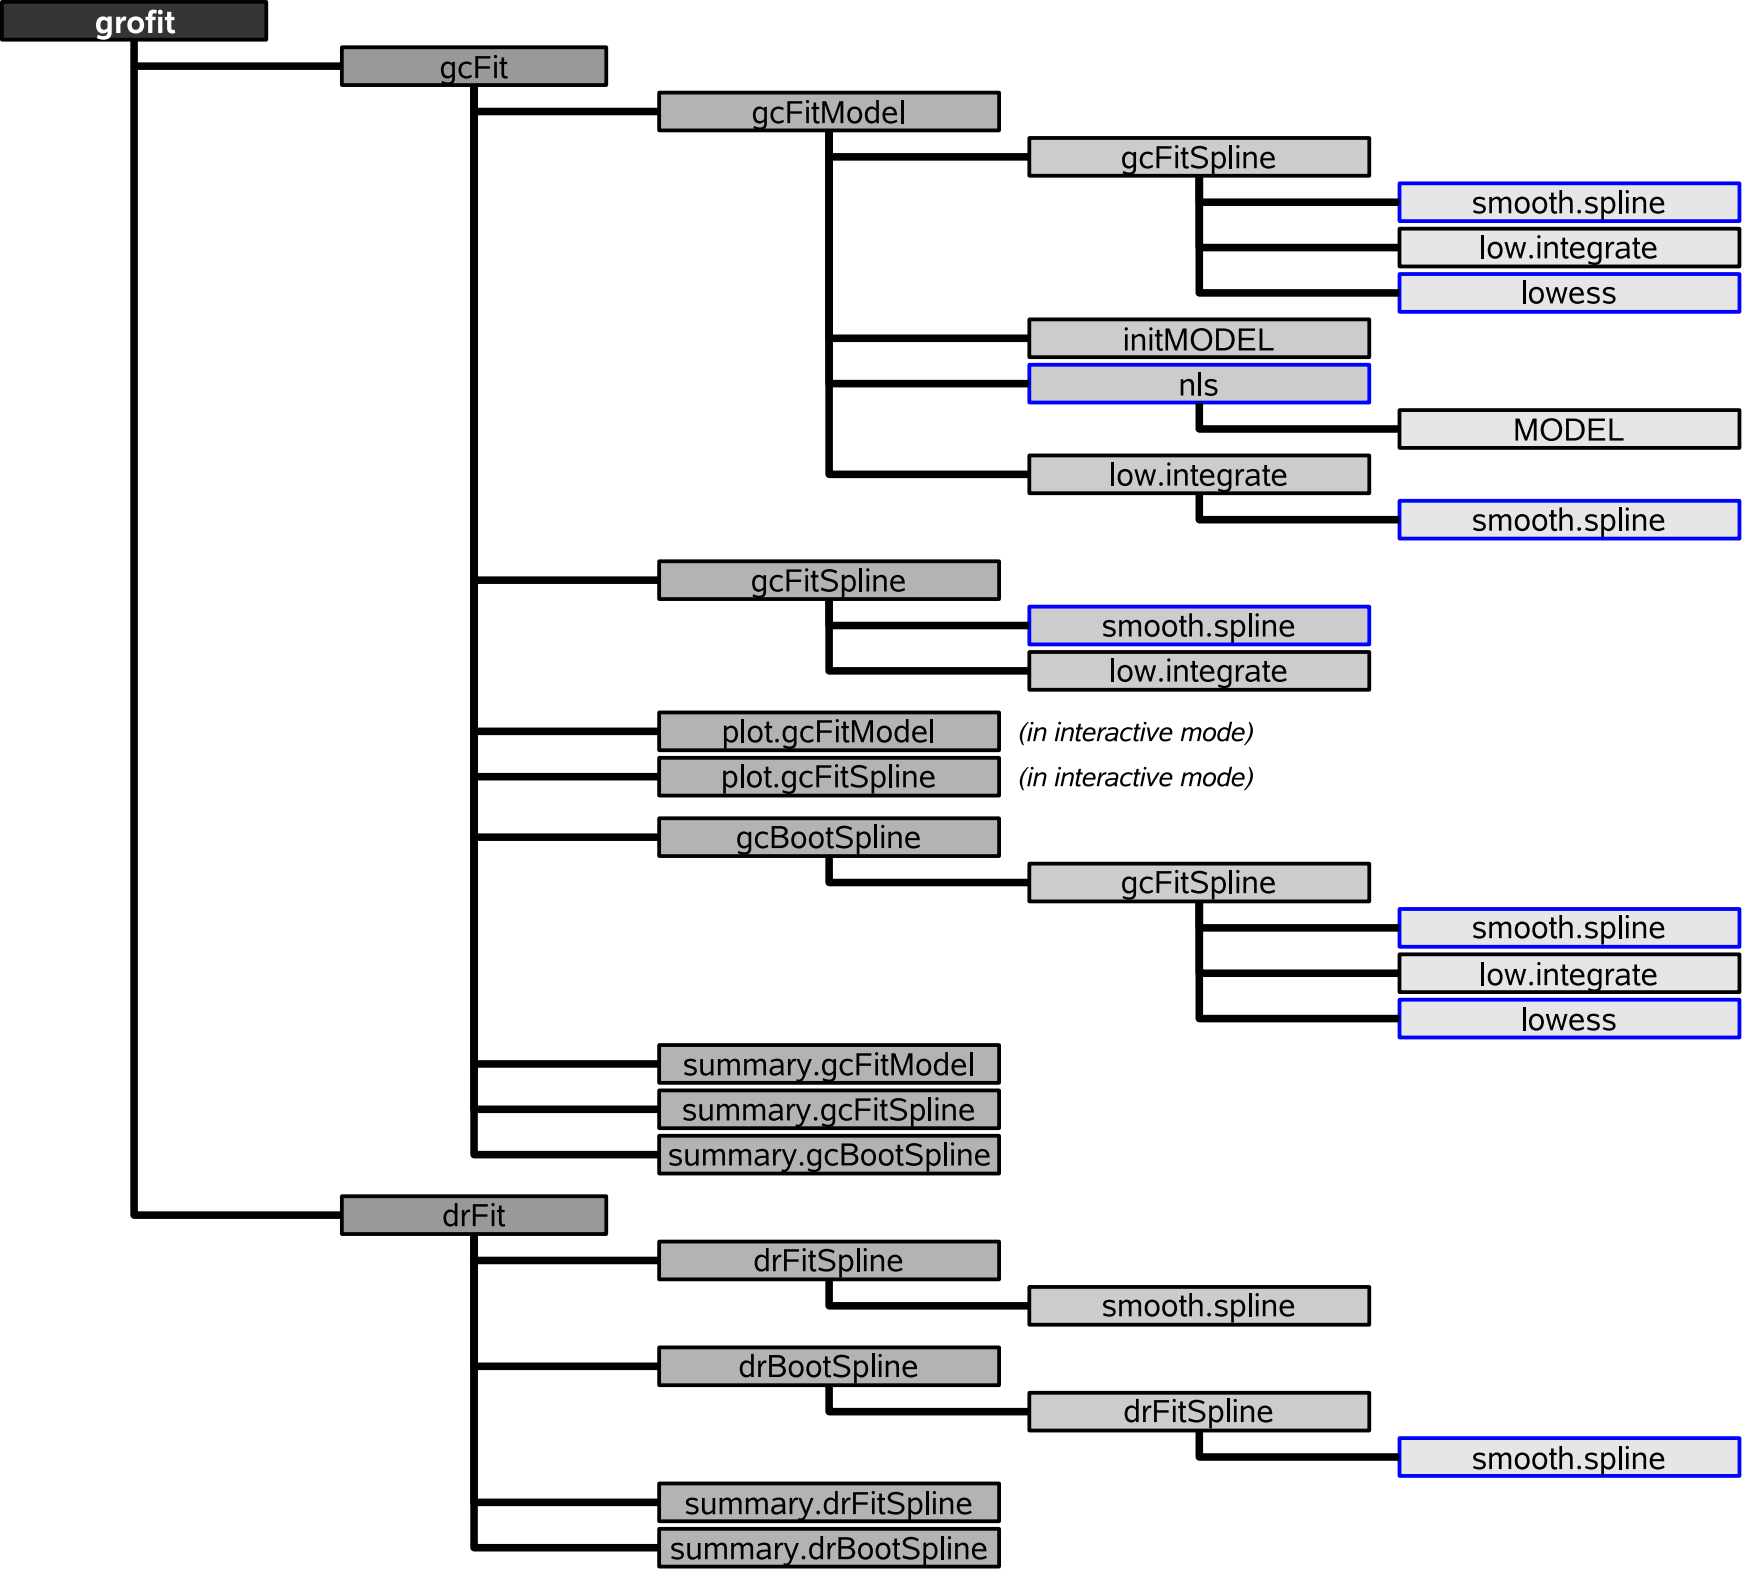 grofit
gcFit
gcFitModel
gcFitSpline
smooth.spline
low.integrate
lowess
initMODEL
nls
MODEL
low.integrate
smooth.spline
gcFitSpline
smooth.spline
low.integrate
plot.gcFitModel (in interactive mode)
plot.gcFitSpline (in interactive mode)
gcBootSpline
gcFitSpline
smooth.spline
low.integrate
lowess
summary.gcFitModel
summary.gcFitSpline
summary.gcBootSpline
drFit
drFitSpline
smooth.spline
drBootSpline
drFitSpline
smooth.spline
summary.drFitSpline
summary.drBootSpline